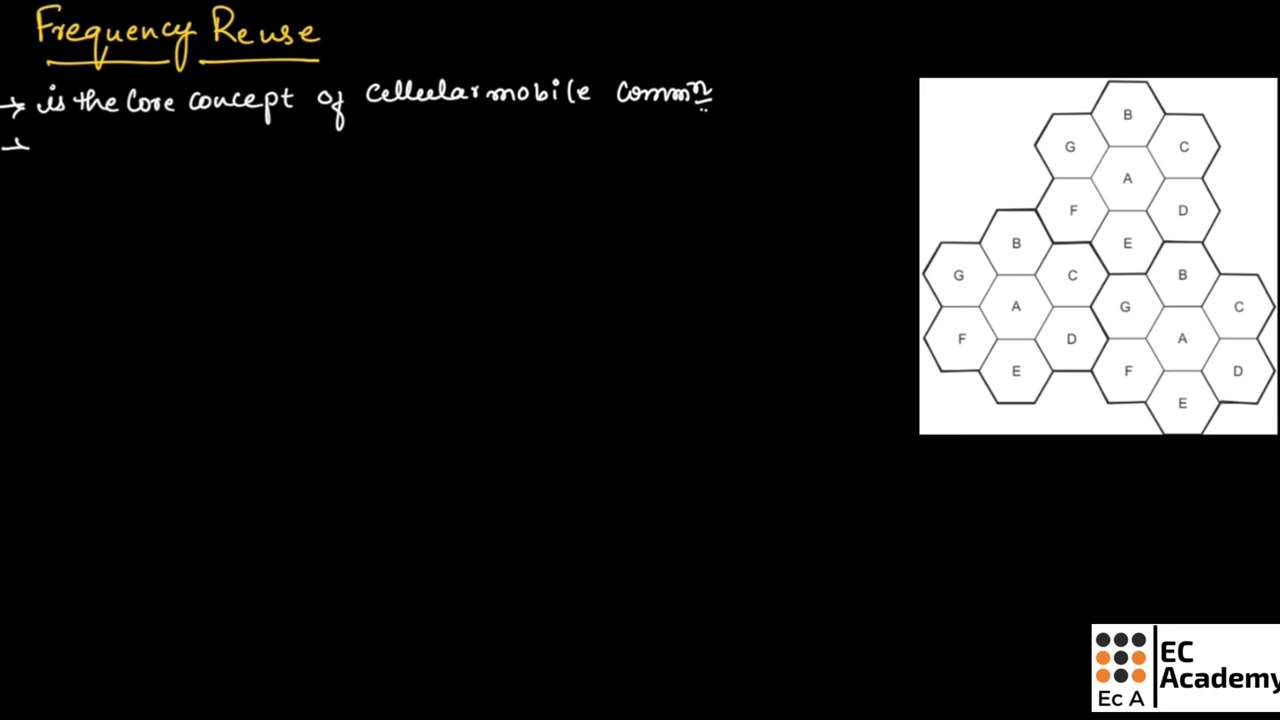 Frequency Reuse
→ is the Core concept of cellular mobile commn
→
B
G
C
A
F
D
B
E
G
C
B
A
G
C
F
D
A
E
F
D
E
EC
Academy
Ec A